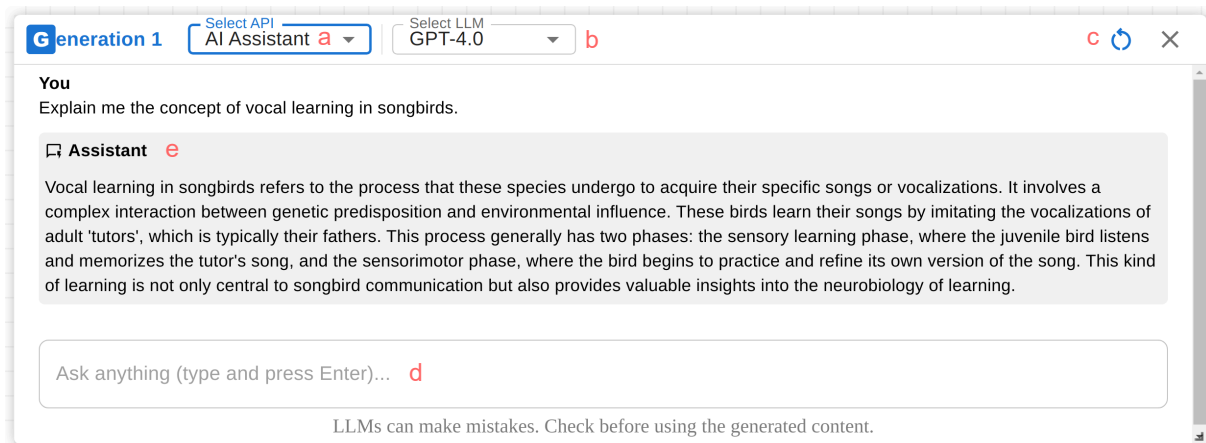 Select API Select LLM
Generation 1 AI Assistant a GPT-4.0 b c
You
Explain me the concept of vocal learning in songbirds.
Assistant e
Vocal learning in songbirds refers to the process that these species undergo to acquire their specific songs or vocalizations. It involves a
complex interaction between genetic predisposition and environmental influence. These birds learn their songs by imitating the vocalizations of
adult 'tutors', which is typically their fathers. This process generally has two phases: the sensory learning phase, where the juvenile bird listens
and memorizes the tutor's song, and the sensorimotor phase, where the bird begins to practice and refine its own version of the song. This kind
of learning is not only central to songbird communication but also provides valuable insights into the neurobiology of learning.
Ask anything (type and press Enter)... d
LLMs can make mistakes. Check before using the generated content.